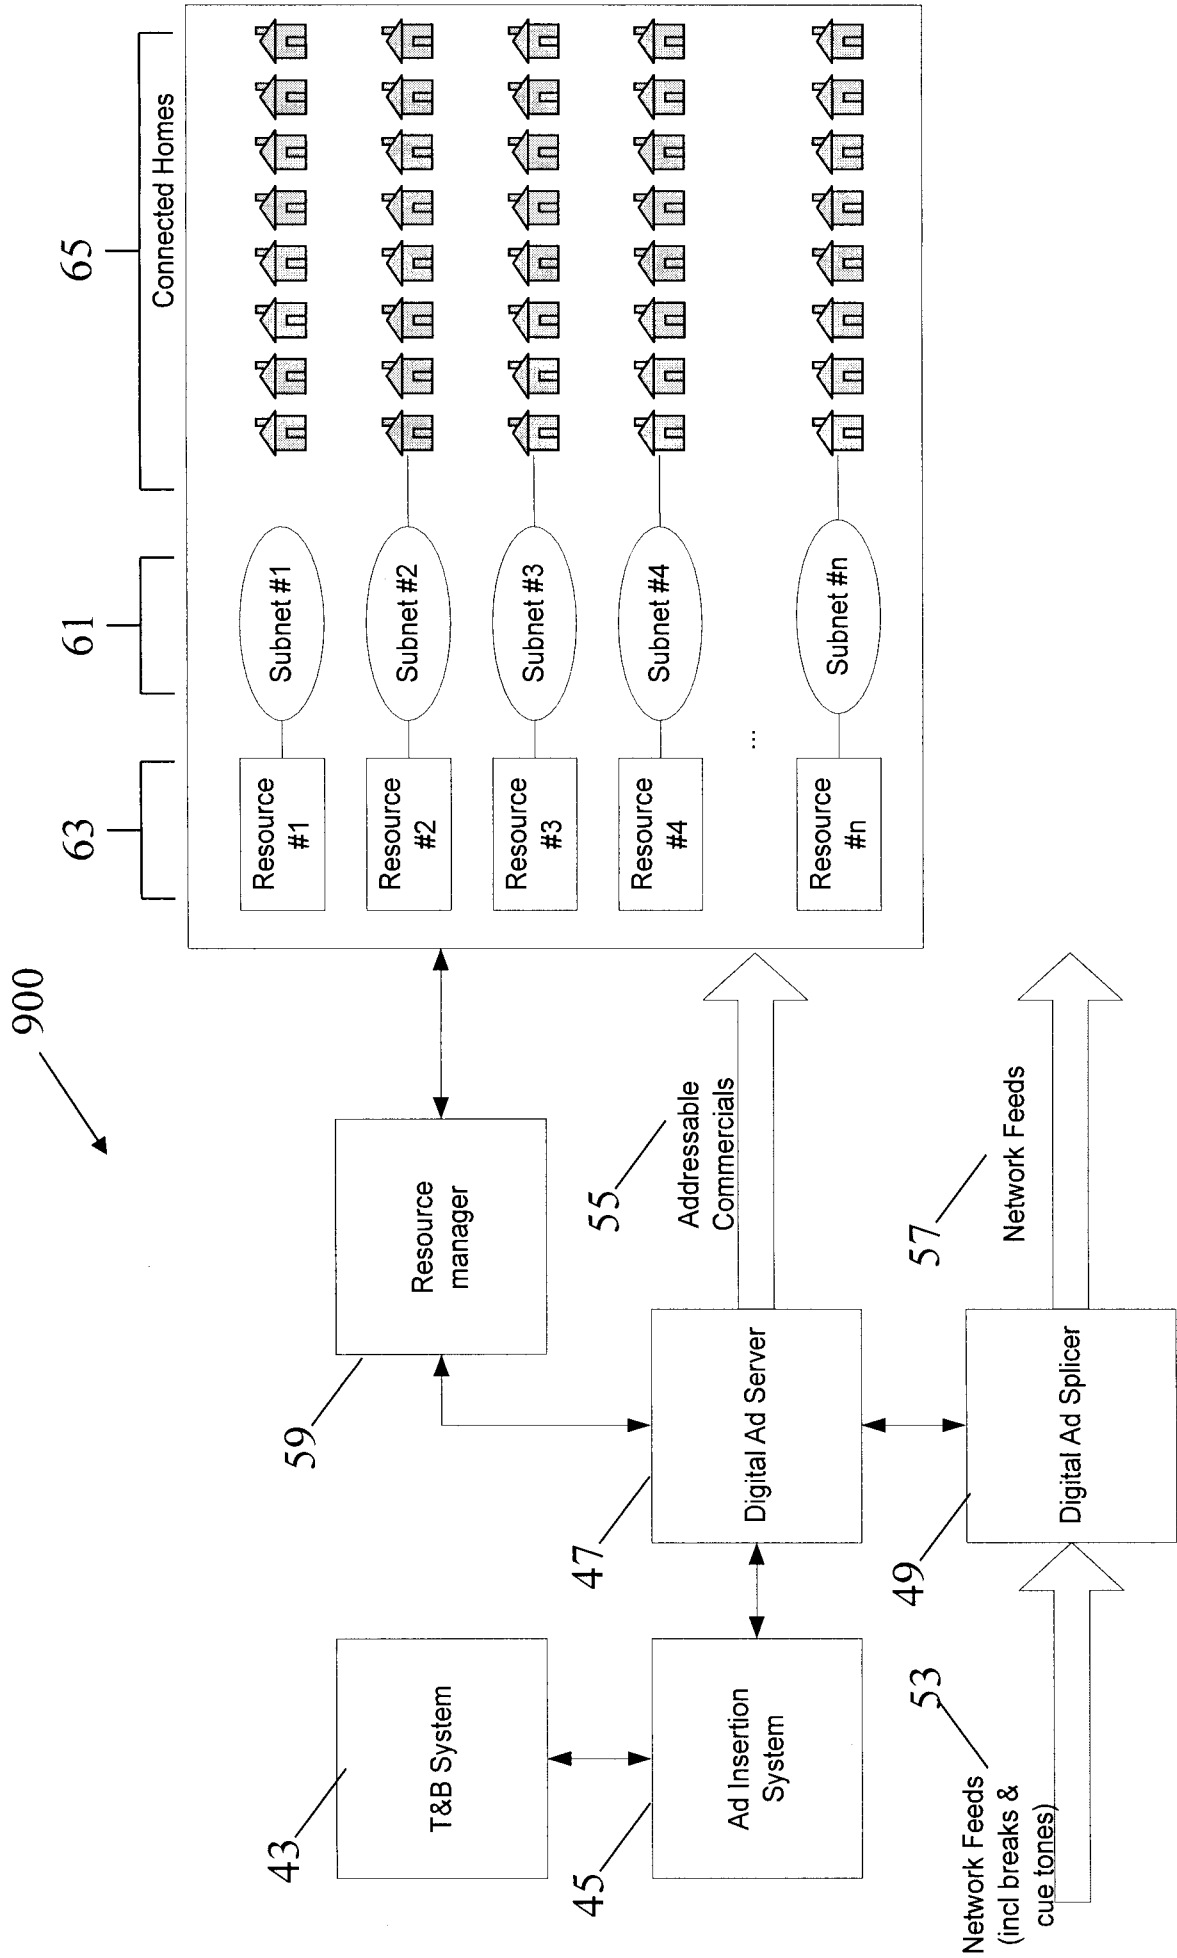 900
65
Connected Homes
61
63
Resource
#1
Subnet #1
Resource
#2
Subnet #2
Resource
#3
Subnet #3
Resource
#4
Subnet #4
...
Resource
#n
Subnet #n
59
Resource
manager
43
T&B System
45
Ad Insertion
System
47
Digital Ad Server
55
Addressable
Commercials
53
Network Feeds
(incl breaks &
cue tones)
49
Digital Ad Splicer
57
Network Feeds